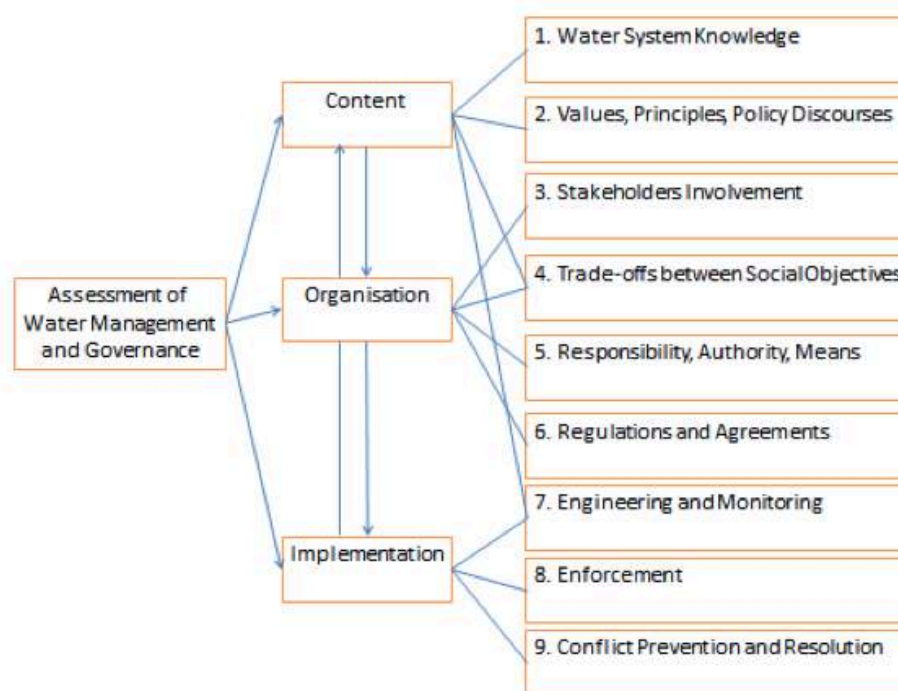 1. Water System Knowledge
Content
2. Values, Principles, Policy Discourses
3. Stakeholders Involvement
Assessment of
Water Management
and Governance
Organisation
4. Trade-offs between Social Objectives
5. Responsibility, Authority, Means
6. Regulations and Agreements
7. Engineering and Monitoring
Implementation
8. Enforcement
9. Conflict Prevention and Resolution